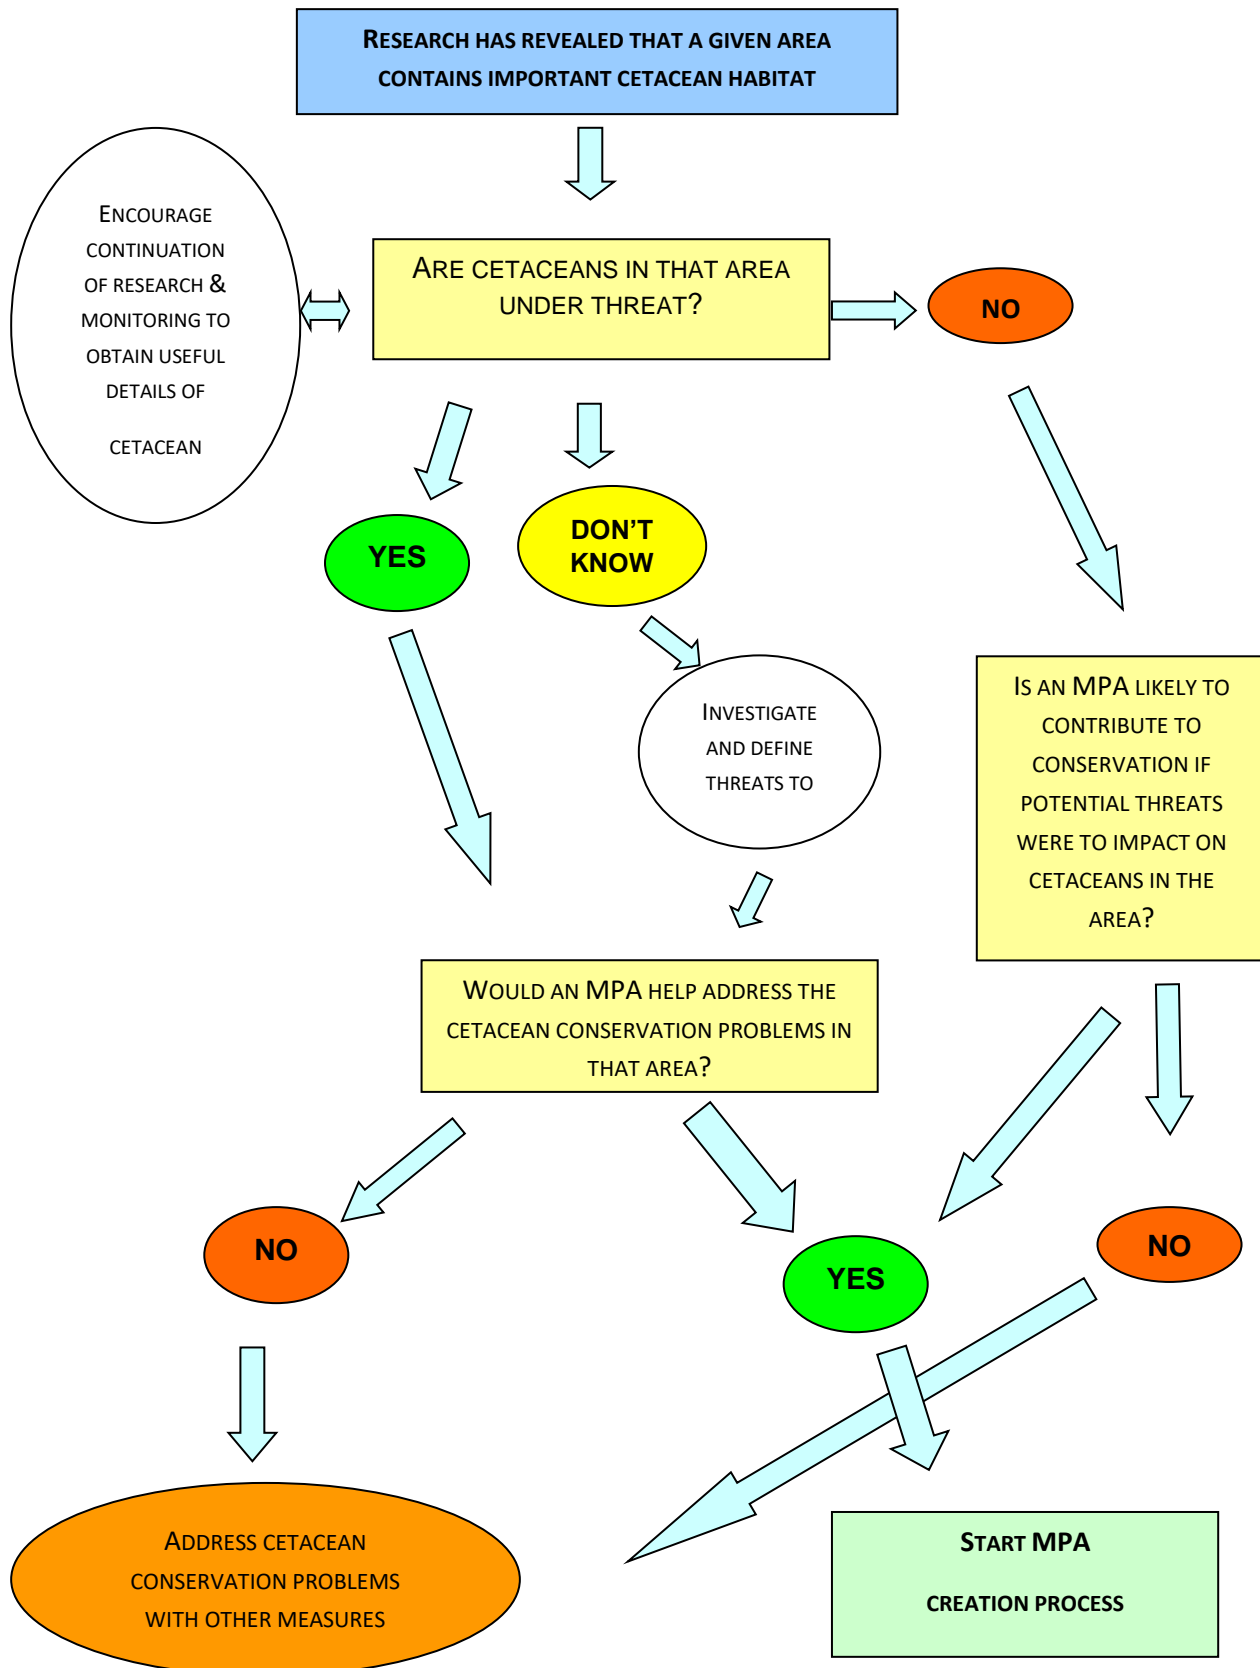 RESEARCH HAS REVEALED THAT A GIVEN AREA
CONTAINS IMPORTANT CETACEAN HABITAT
ENCOURAGE
CONTINUATION
OF RESEARCH &
MONITORING TO
OBTAIN USEFUL
DETAILS OF
CETACEAN
ARE CETACEANS IN THAT AREA
UNDER THREAT?
NO
YES
DON'T
KNOW
INVESTIGATE
AND DEFINE
THREATS TO
IS AN MPA LIKELY TO
CONTRIBUTE TO
CONSERVATION IF
POTENTIAL THREATS
WERE TO IMPACT ON
CETACEANS IN THE
AREA?
WOULD AN MPA HELP ADDRESS THE
CETACEAN CONSERVATION PROBLEMS IN
THAT AREA?
NO
YES
NO
ADDRESS CETACEAN
CONSERVATION PROBLEMS
WITH OTHER MEASURES
START MPA
CREATION PROCESS